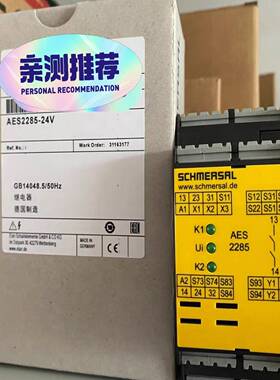 亲测推荐
PERSONAL RECOMMENDATION
AES2285-24V
Ref. No.:
Work Order: 31163177
GB14048.5/50Hz
继电器
德国制造
MADE IN
GERMANY
SCHMERSAL
www.schmersal.de
13 23 31 S11
A1 X1 X2 X3
S12
S22 S51
K1
Ui
K2
AES
2285
A2 S73 S74 S83
14 24 32 S84
S93 Y1
S94 Y2